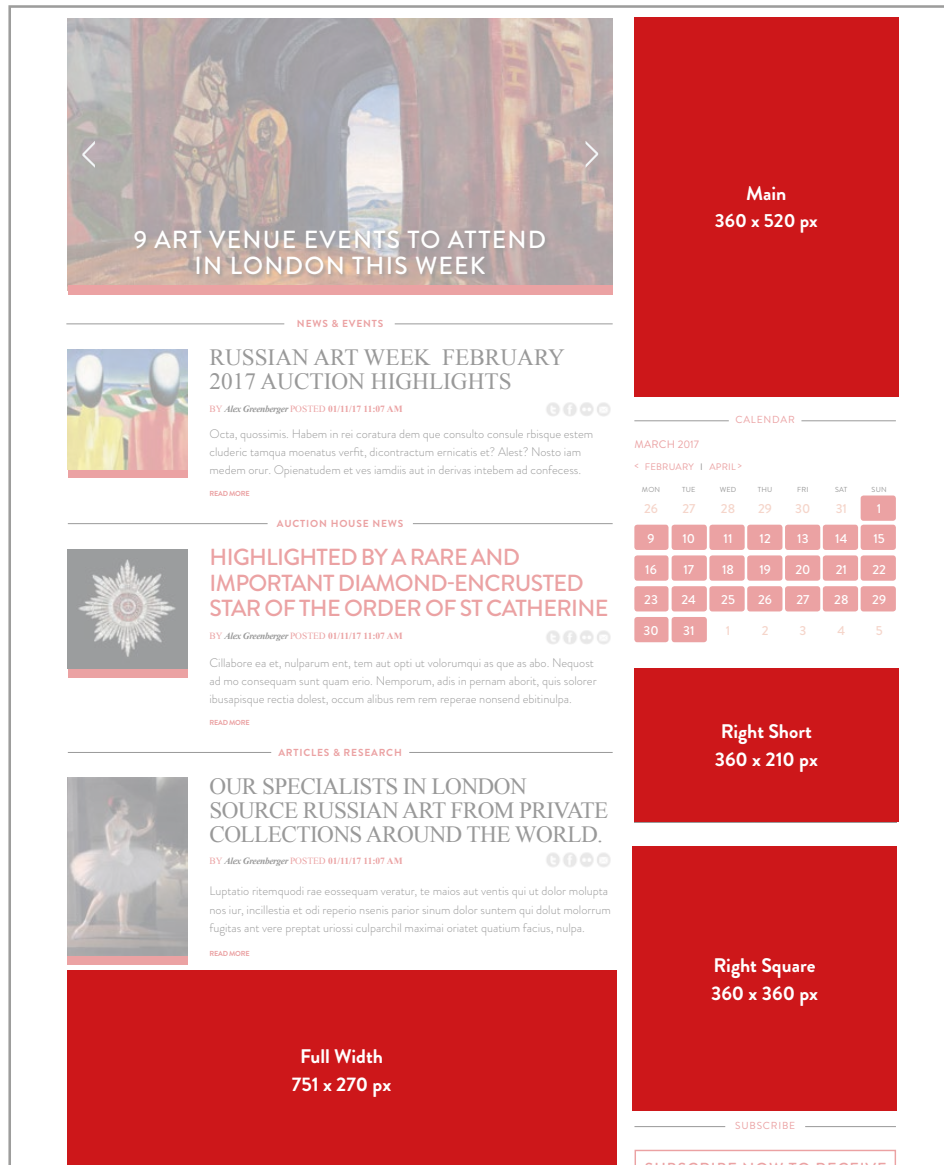 9 ART VENUE EVENTS TO ATTEND
IN LONDON THIS WEEK
NEWS & EVENTS
RUSSIAN ART WEEK FEBRUARY
2017 AUCTION HIGHLIGHTS
BY Alex Greenberger POSTED 01/11/17 11:07 AM
Octa, quossimis. Habem in rei coratura dem que consulto consule rbisque estem
cluderic tamqua moenatus verfit, dicontractum ernicatis et? Alest? Nosto iam
medem orur. Opienatudem et ves iamdiis aut in derivas intebem ad confecess.
READ MORE
AUCTION HOUSE NEWS
HIGHLIGHTED BY A RARE AND
IMPORTANT DIAMOND-ENCRUSTED
STAR OF THE ORDER OF ST CATHERINE
BY Alex Greenberger POSTED 01/11/17 11:07 AM
Cillabore ea et, nulparum ent, tem aut opti ut volorumqui as que as abo. Nequost
ad mo consequam sunt quam erio. Nemporum, adis in pernam aborit, quis solorer
ibusapisque rectia dolest, occum alibus rem rem reperae nonsend ebitinulpa.
READ MORE
ARTICLES & RESEARCH
OUR SPECIALISTS IN LONDON
SOURCE RUSSIAN ART FROM PRIVATE
COLLECTIONS AROUND THE WORLD.
BY Alex Greenberger POSTED 01/11/17 11:07 AM
Luptatio ritemquodi rae eossequam veratur, te maios aut ventis qui ut dolor molupta
nos iur, incillestia et odi reperio nsenis parior sinum dolor suntem qui dolut molorrum
fugitas ant vere preptat uriossi culparchil maximai oriatet quatium facius, nulpa.
READ MORE
Full Width
751 x 270 px
Main
360 x 520 px
CALENDAR
MARCH 2017
< FEBRUARY | APRIL >
MON TUE WED THU FRI SAT SUN
26 27 28 29 30 31 1
9 10 11 12 13 14 15
16 17 18 19 20 21 22
23 24 25 26 27 28 29
30 31 1 2 3 4 5
Right Short
360 x 210 px
Right Square
360 x 360 px
SUBSCRIBE
SUBSCRIBE NOW TO RECEIVE